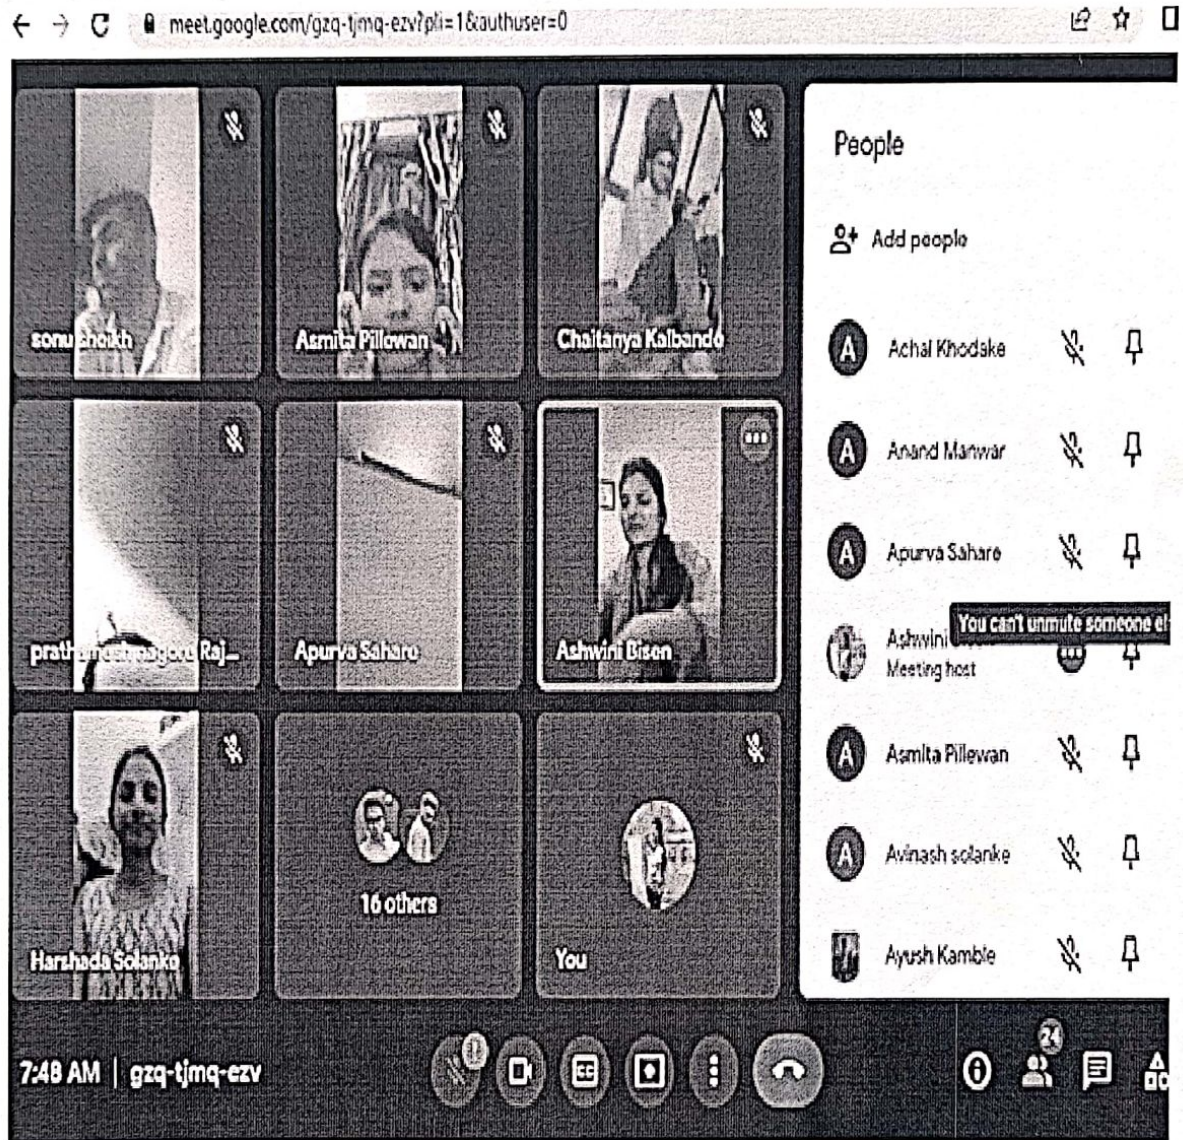 meet.google.com/gzq-tjmq-ezv?pli=1&authuser=0
People
Add people
sonu shaikh
Asmita Pillewan
Chaitanya Kalbande
A Achal Khodake
A Anand Manwar
A Apurva Sahare
You can't unmute someone el
Ashwini
Meeting host
Raj...
Apurva Sahare
Ashwini Bisen
A Asmita Pillewan
A Avinash solanke
Ayush Kamble
16 others
Harshada Solanke
You
7:48 AM | gzq-tjmq-ezv
CC
24